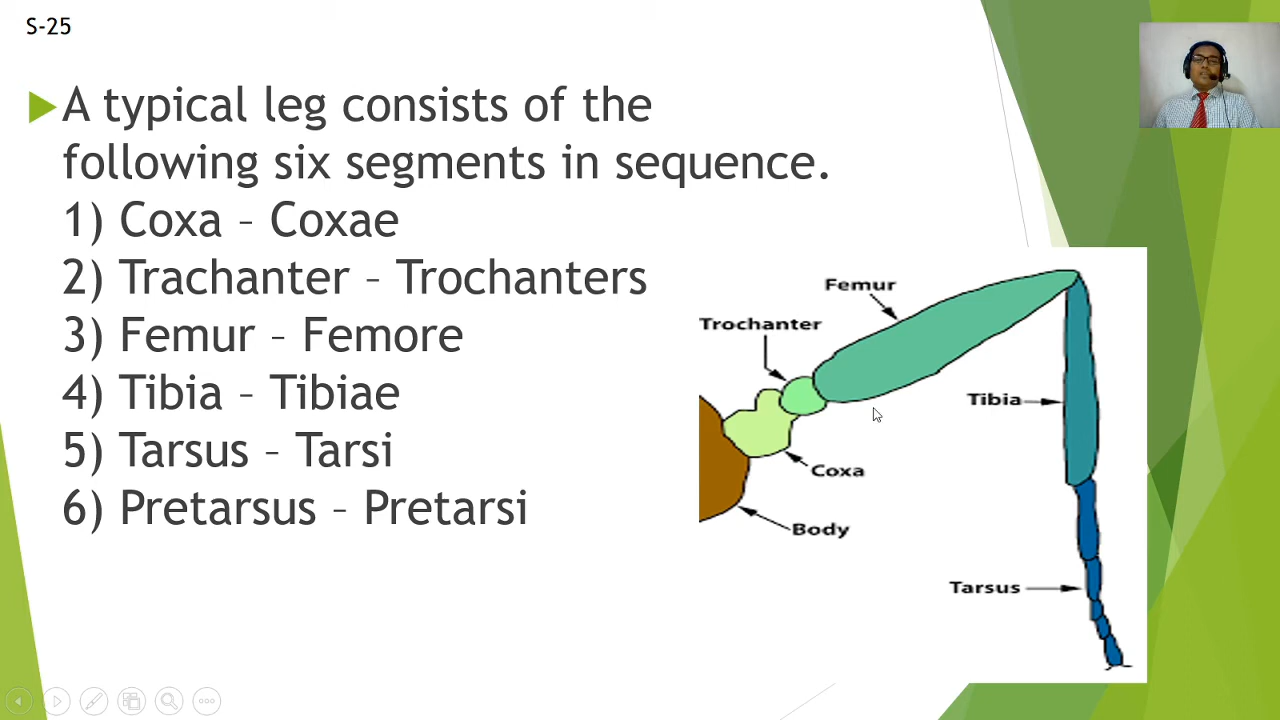 S-25
A typical leg consists of the
following six segments in sequence.
1) Coxa – Coxae
2) Trachanter – Trochanters
3) Femur – Femore
4) Tibia – Tibiae
5) Tarsus – Tarsi
6) Pretarsus – Pretarsi
Femur
Trochanter
Tibia
Coxa
Body
Tarsus